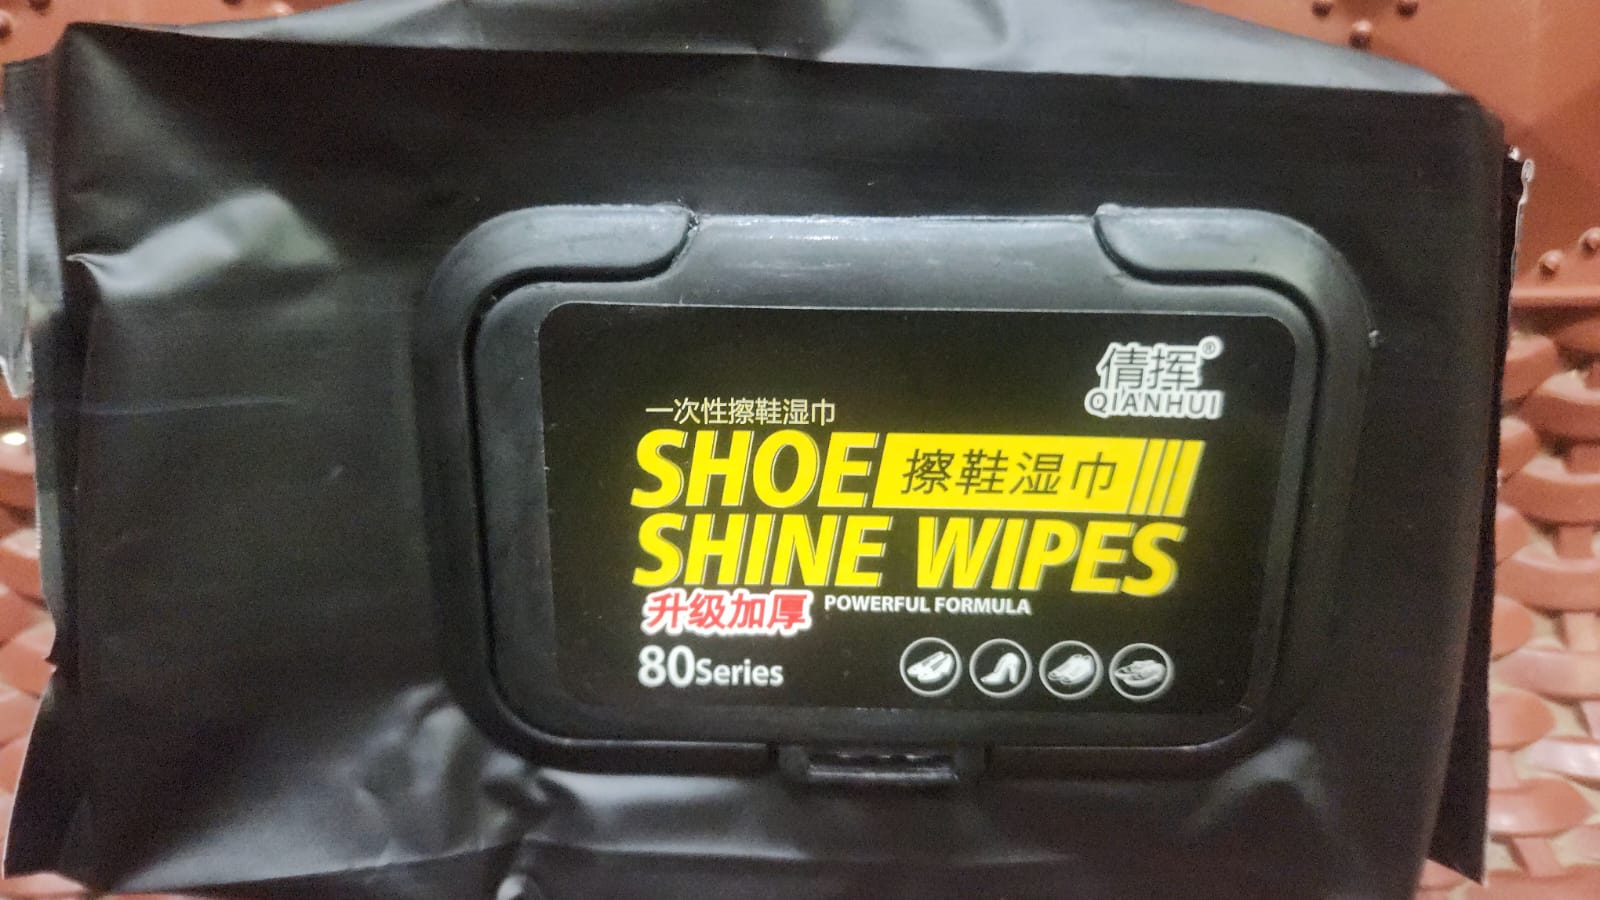 倩挥®
QIANHUI
一次性擦鞋湿巾
SHOE 擦鞋湿巾
SHINE WIPES
升级加厚 POWERFUL FORMULA
80Series